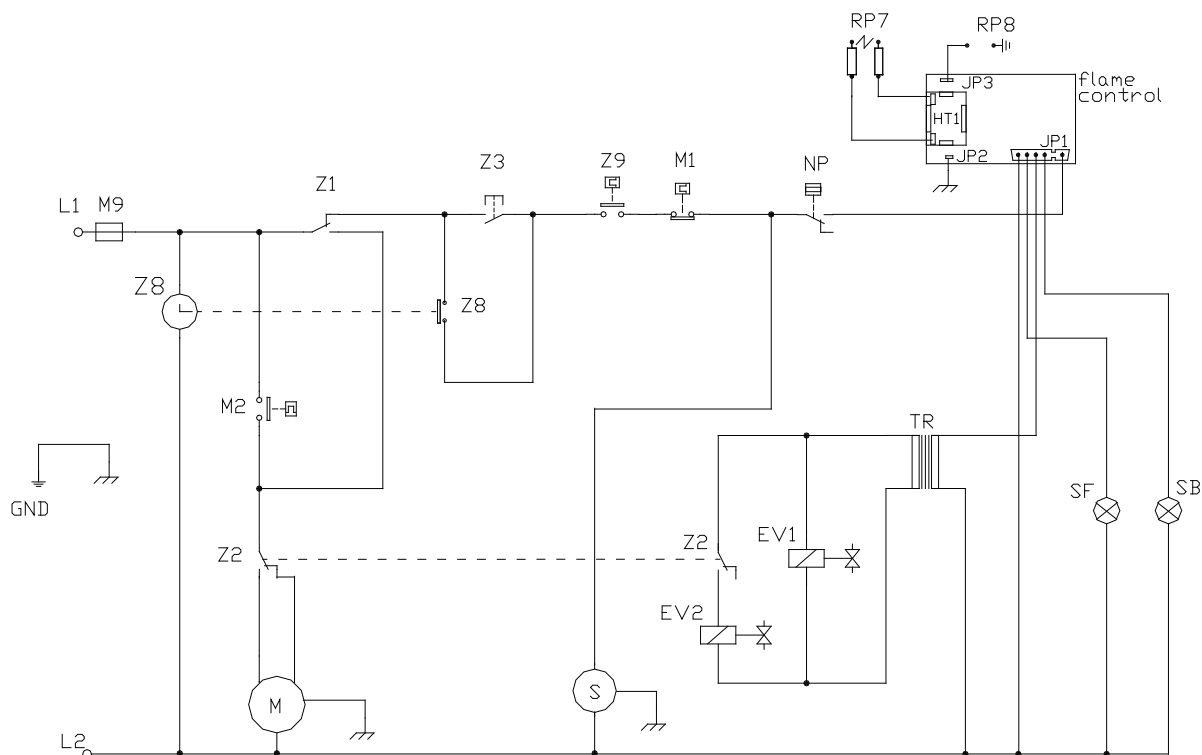 RP7
RP8
flame
control
JP3
HT1
JP1
JP2
Z3
Z9
M1
NP
Z1
L1
M9
Z8
Z8
M2
TR
GND
SF
SB
Z2
Z2
EV1
EV2
S
M
L2